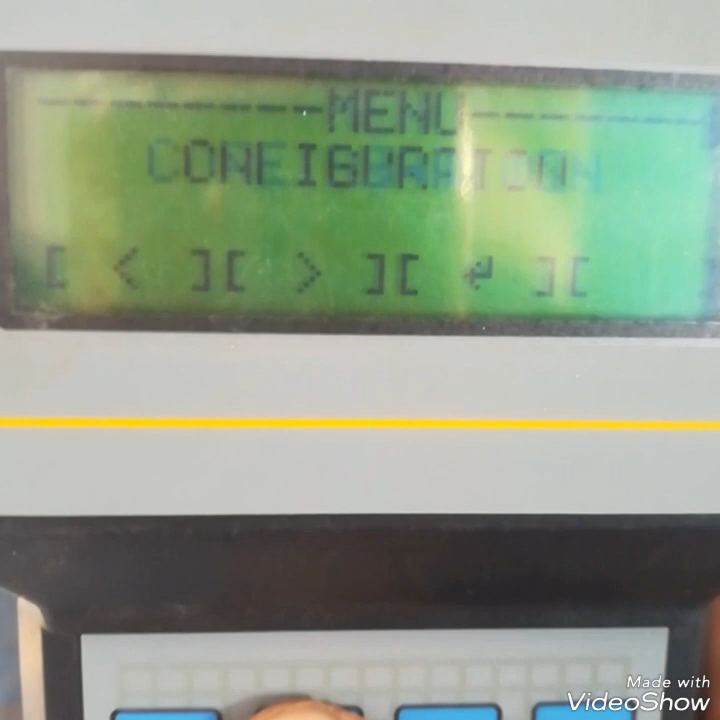 ----------MENU----------
CONFIGURATION
[ < ][ > ][ ↵ ][ ]
Made with
VideoShow